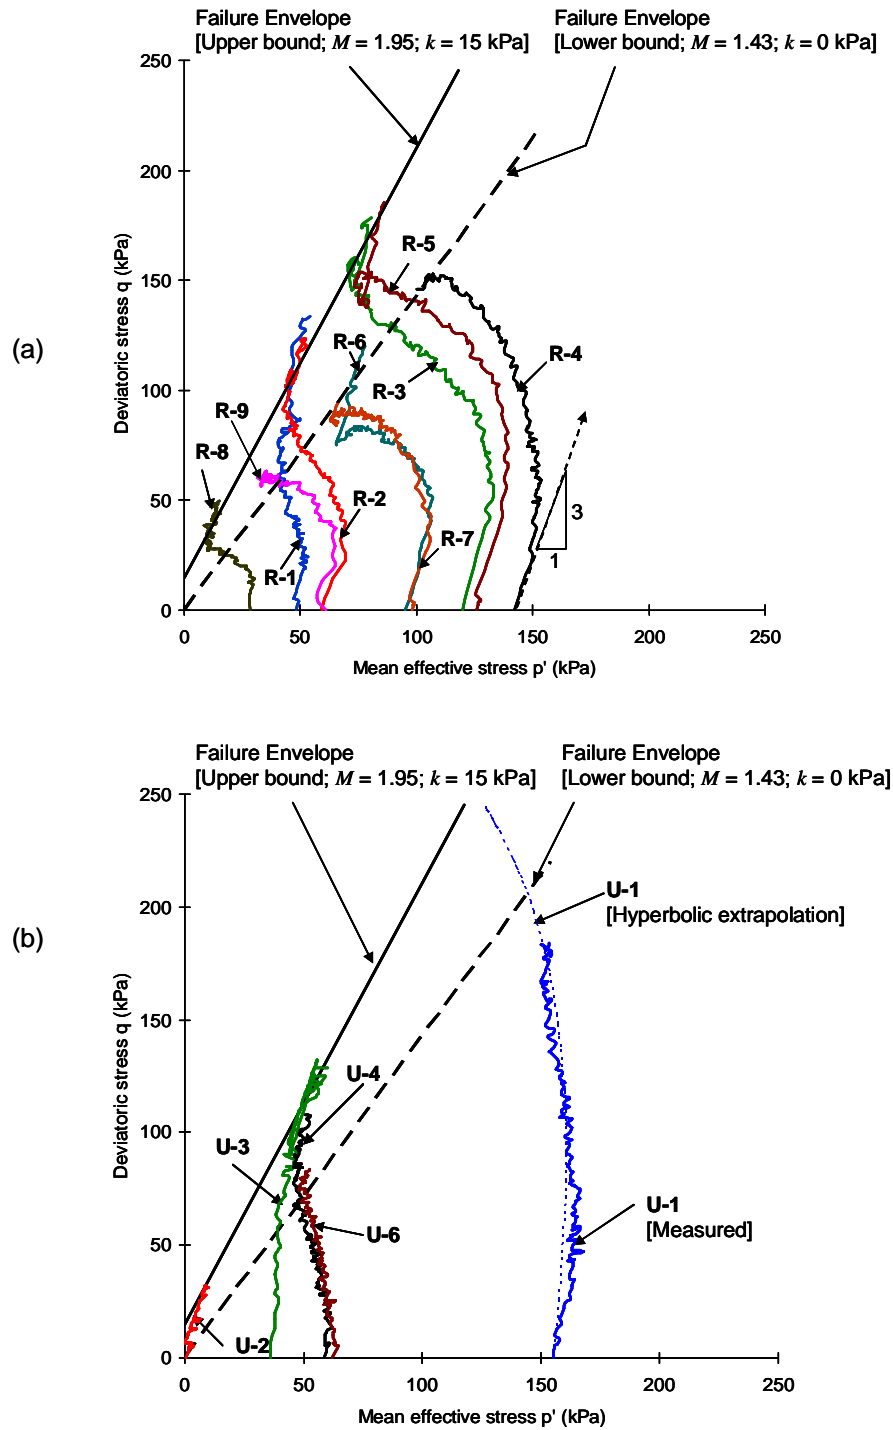 Failure Envelope
[Upper bound; M = 1.95; k = 15 kPa]
Failure Envelope
[Lower bound; M = 1.43; k = 0 kPa]
(a)
Deviatoric stress q (kPa)
250
200
150
100
50
0
R-5
R-6
R-4
R-3
R-9
R-8
R-2
R-1
R-7
3
1
0
50
100
150
200
250
Mean effective stress p' (kPa)
Failure Envelope
[Upper bound; M = 1.95; k = 15 kPa]
Failure Envelope
[Lower bound; M = 1.43; k = 0 kPa]
(b)
Deviatoric stress q (kPa)
250
200
150
100
50
0
U-1
[Hyperbolic extrapolation]
U-4
U-3
U-1
[Measured]
U-6
U-2
0
50
100
150
200
250
Mean effective stress p' (kPa)